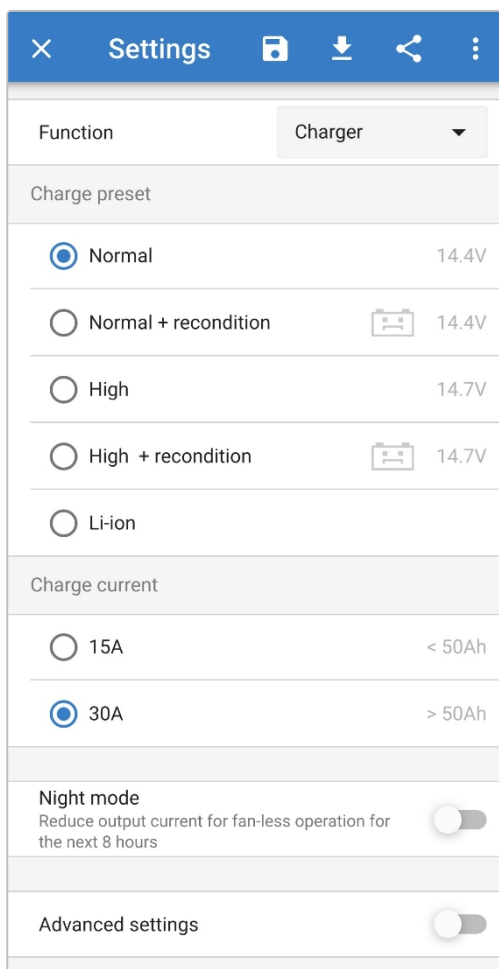 Settings
Function Charger
Charge preset
Normal 14.4V
Normal + recondition 14.4V
High 14.7V
High + recondition 14.7V
Li-ion
Charge current
15A < 50Ah
30A > 50Ah
Night mode
Reduce output current for fan-less operation for
the next 8 hours
Advanced settings